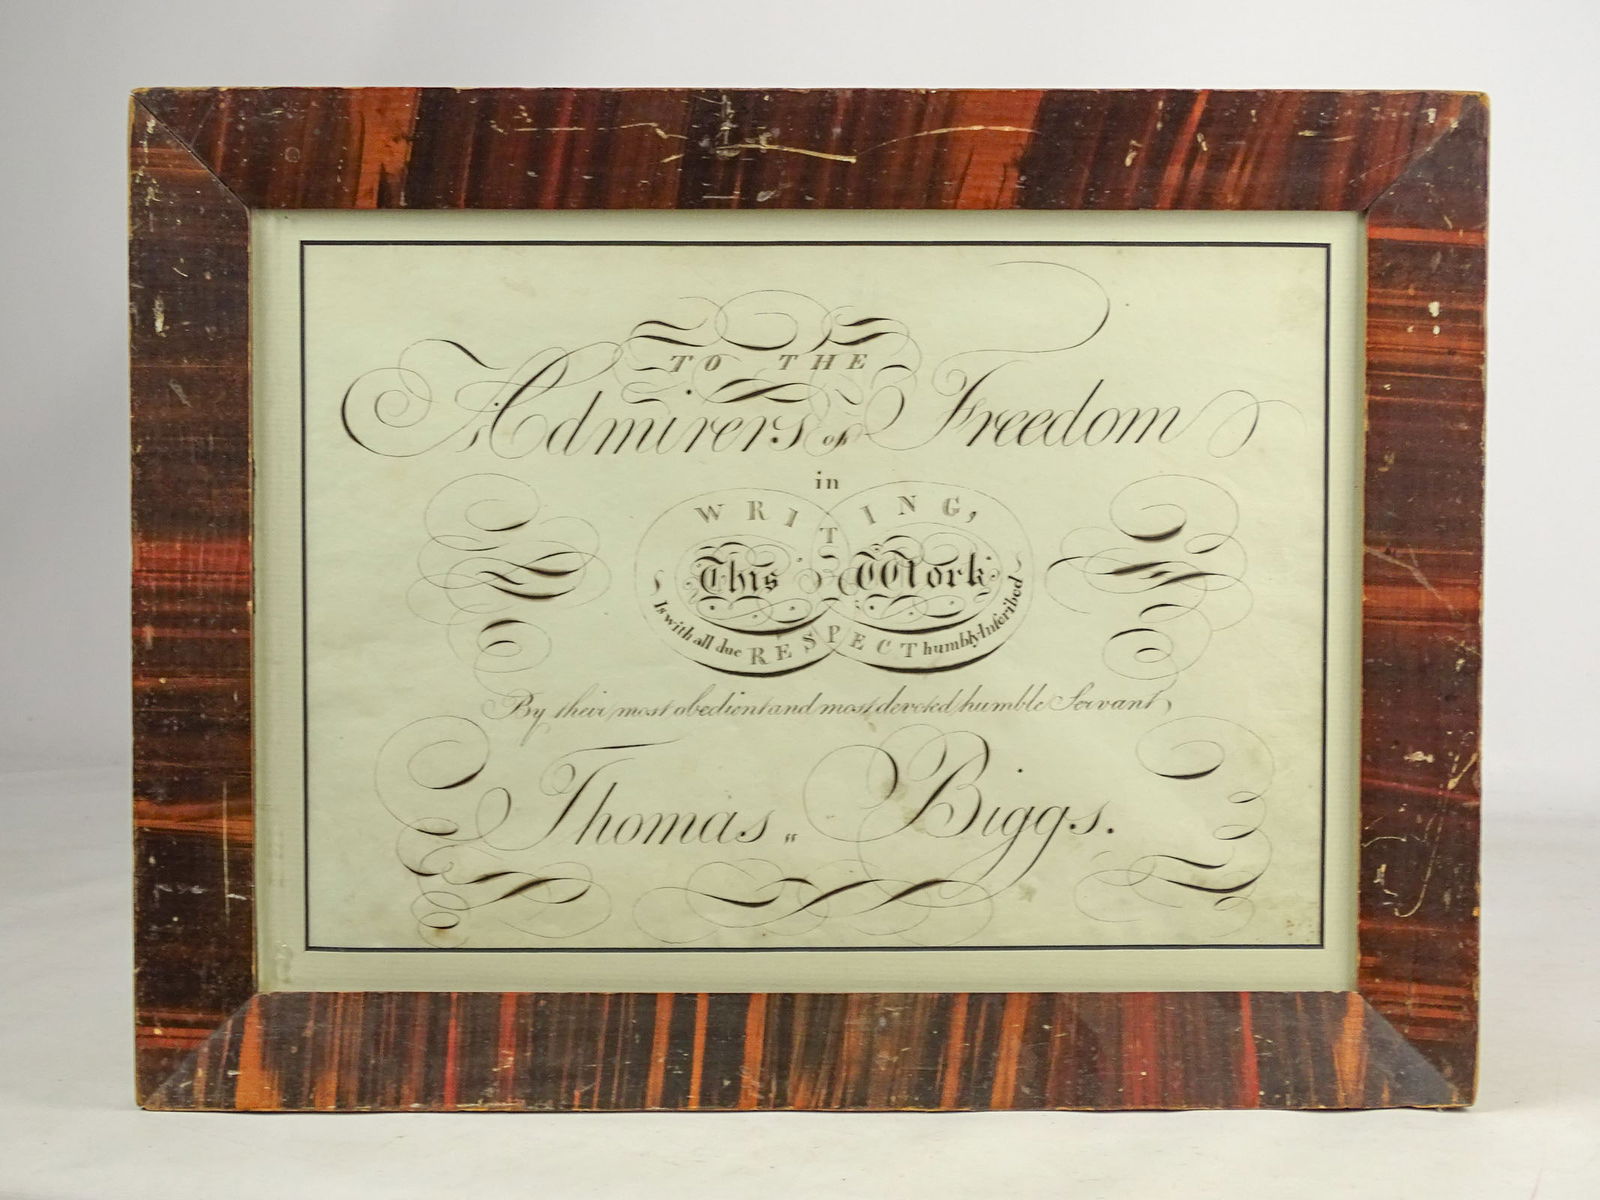 TO THE
Admirers of Freedom
in
WRITING,
This Work
Is with all due RESPECT humbly Inscribed
By their most obedient and most devoted humble Servant,
Thomas „ Biggs.